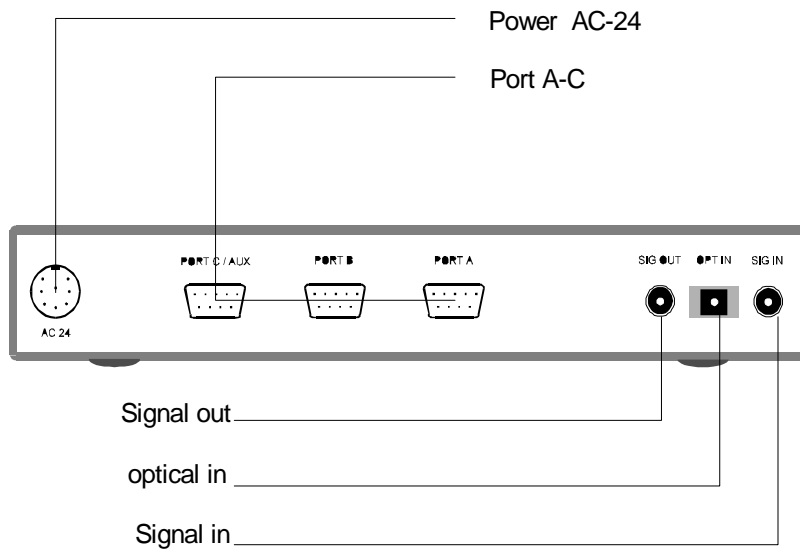 Power AC-24
Port A-C
PORT C / AUX PORT B PORT A SIG OUT OPT IN SIG IN
AC 24
Signal out
optical in
Signal in